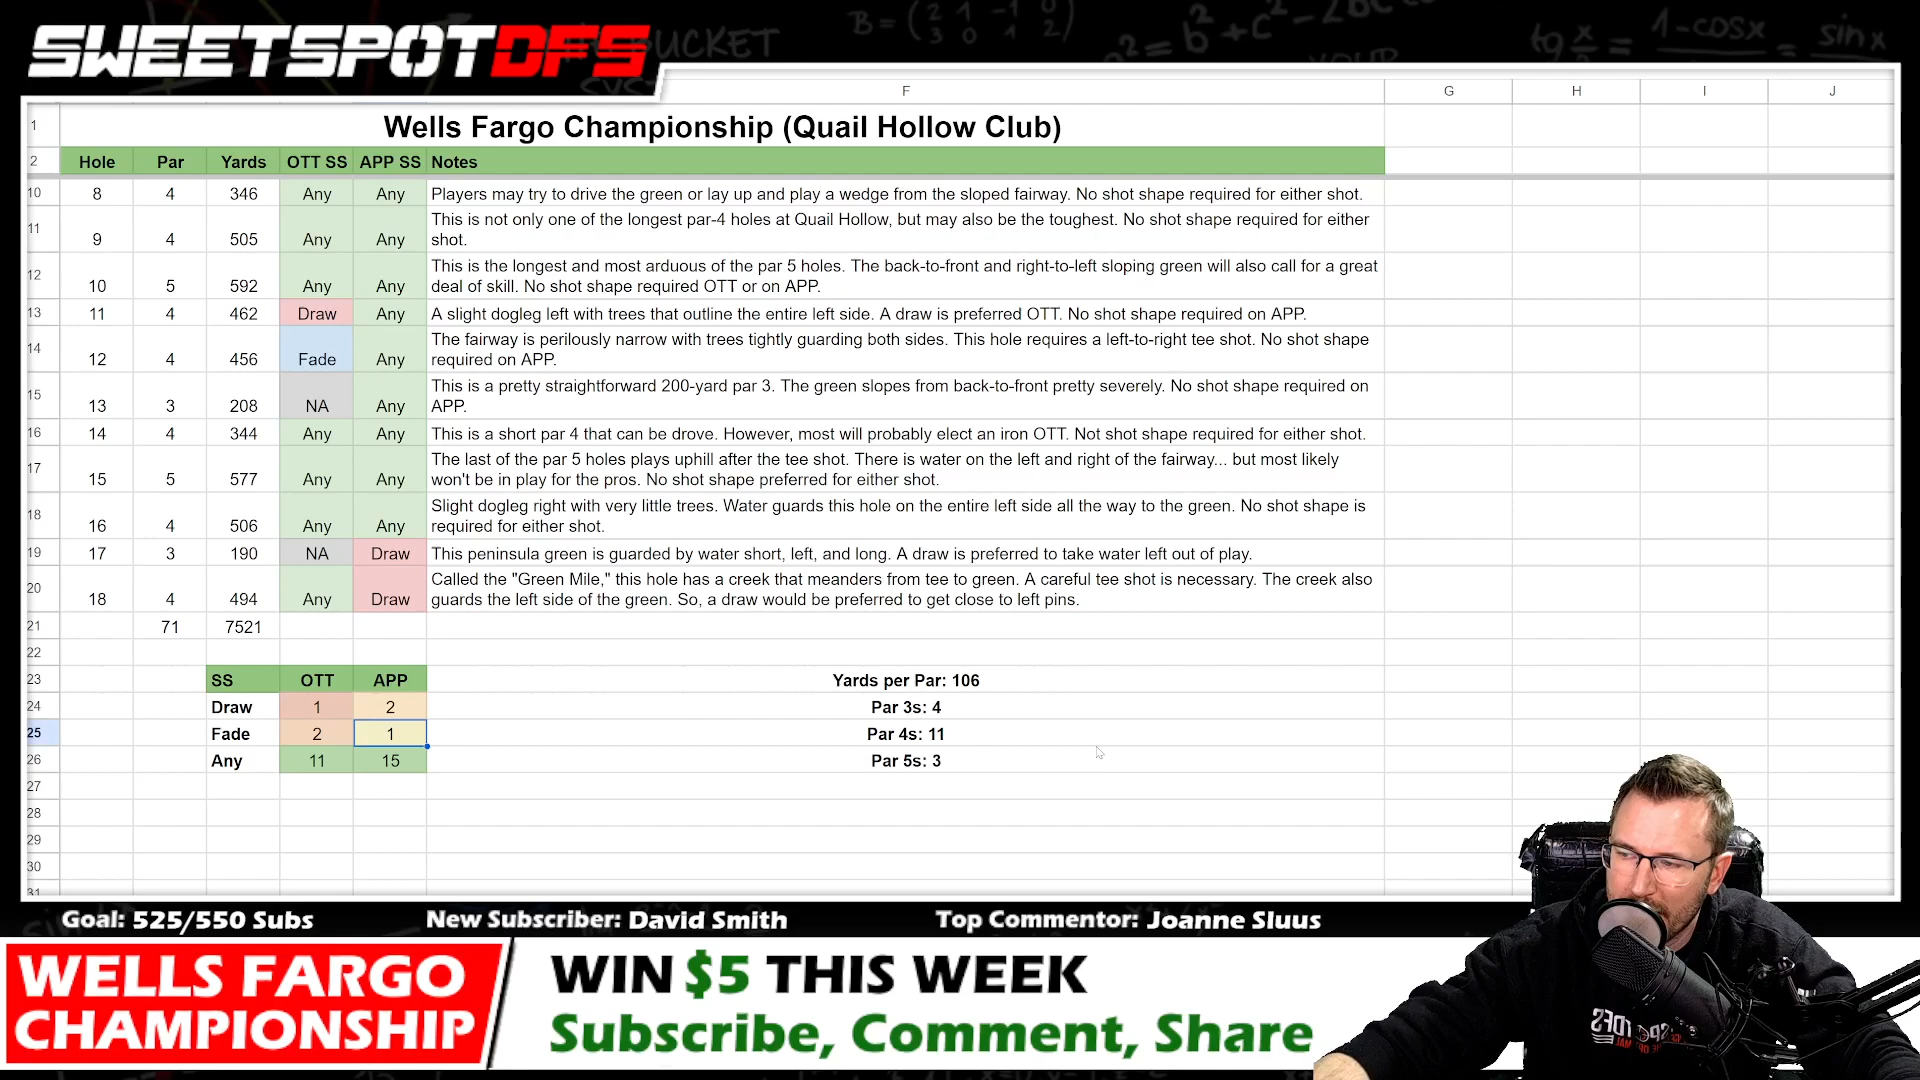 SWEETSPOTDFS
BUCKET
F G H I J
1 Wells Fargo Championship (Quail Hollow Club)
2 Hole Par Yards OTT SS APP SS Notes
10 8 4 346 Any Any Players may try to drive the green or lay up and play a wedge from the sloped fairway. No shot shape required for either shot.
11 9 4 505 Any Any This is not only one of the longest par-4 holes at Quail Hollow, but may also be the toughest. No shot shape required for either
shot.
12 10 5 592 Any Any This is the longest and most arduous of the par 5 holes. The back-to-front and right-to-left sloping green will also call for a great
deal of skill. No shot shape required OTT or on APP.
13 11 4 462 Draw Any A slight dogleg left with trees that outline the entire left side. A draw is preferred OTT. No shot shape required on APP.
14 12 4 456 Fade Any The fairway is perilously narrow with trees tightly guarding both sides. This hole requires a left-to-right tee shot. No shot shape
required on APP.
15 13 3 208 NA Any This is a pretty straightforward 200-yard par 3. The green slopes from back-to-front pretty severely. No shot shape required on
APP.
16 14 4 344 Any Any This is a short par 4 that can be drove. However, most will probably elect an iron OTT. Not shot shape required for either shot.
17 15 5 577 Any Any The last of the par 5 holes plays uphill after the tee shot. There is water on the left and right of the fairway... but most likely
won't be in play for the pros. No shot shape preferred for either shot.
18 16 4 506 Any Any Slight dogleg right with very little trees. Water guards this hole on the entire left side all the way to the green. No shot shape is
required for either shot.
19 17 3 190 NA Draw This peninsula green is guarded by water short, left, and long. A draw is preferred to take water left out of play.
20 18 4 494 Any Draw Called the "Green Mile," this hole has a creek that meanders from tee to green. A careful tee shot is necessary. The creek also
guards the left side of the green. So, a draw would be preferred to get close to left pins.
21 71 7521
22
23 SS OTT APP Yards per Par: 106
24 Draw 1 2 Par 3s: 4
25 Fade 2 1 Par 4s: 11
26 Any 11 15 Par 5s: 3
27
28
29
30
31
Goal: 525/550 Subs New Subscriber: David Smith Top Commentor: Joanne Sluus
WELLS FARGO
CHAMPIONSHIP
WIN $5 THIS WEEK
Subscribe, Comment, Share